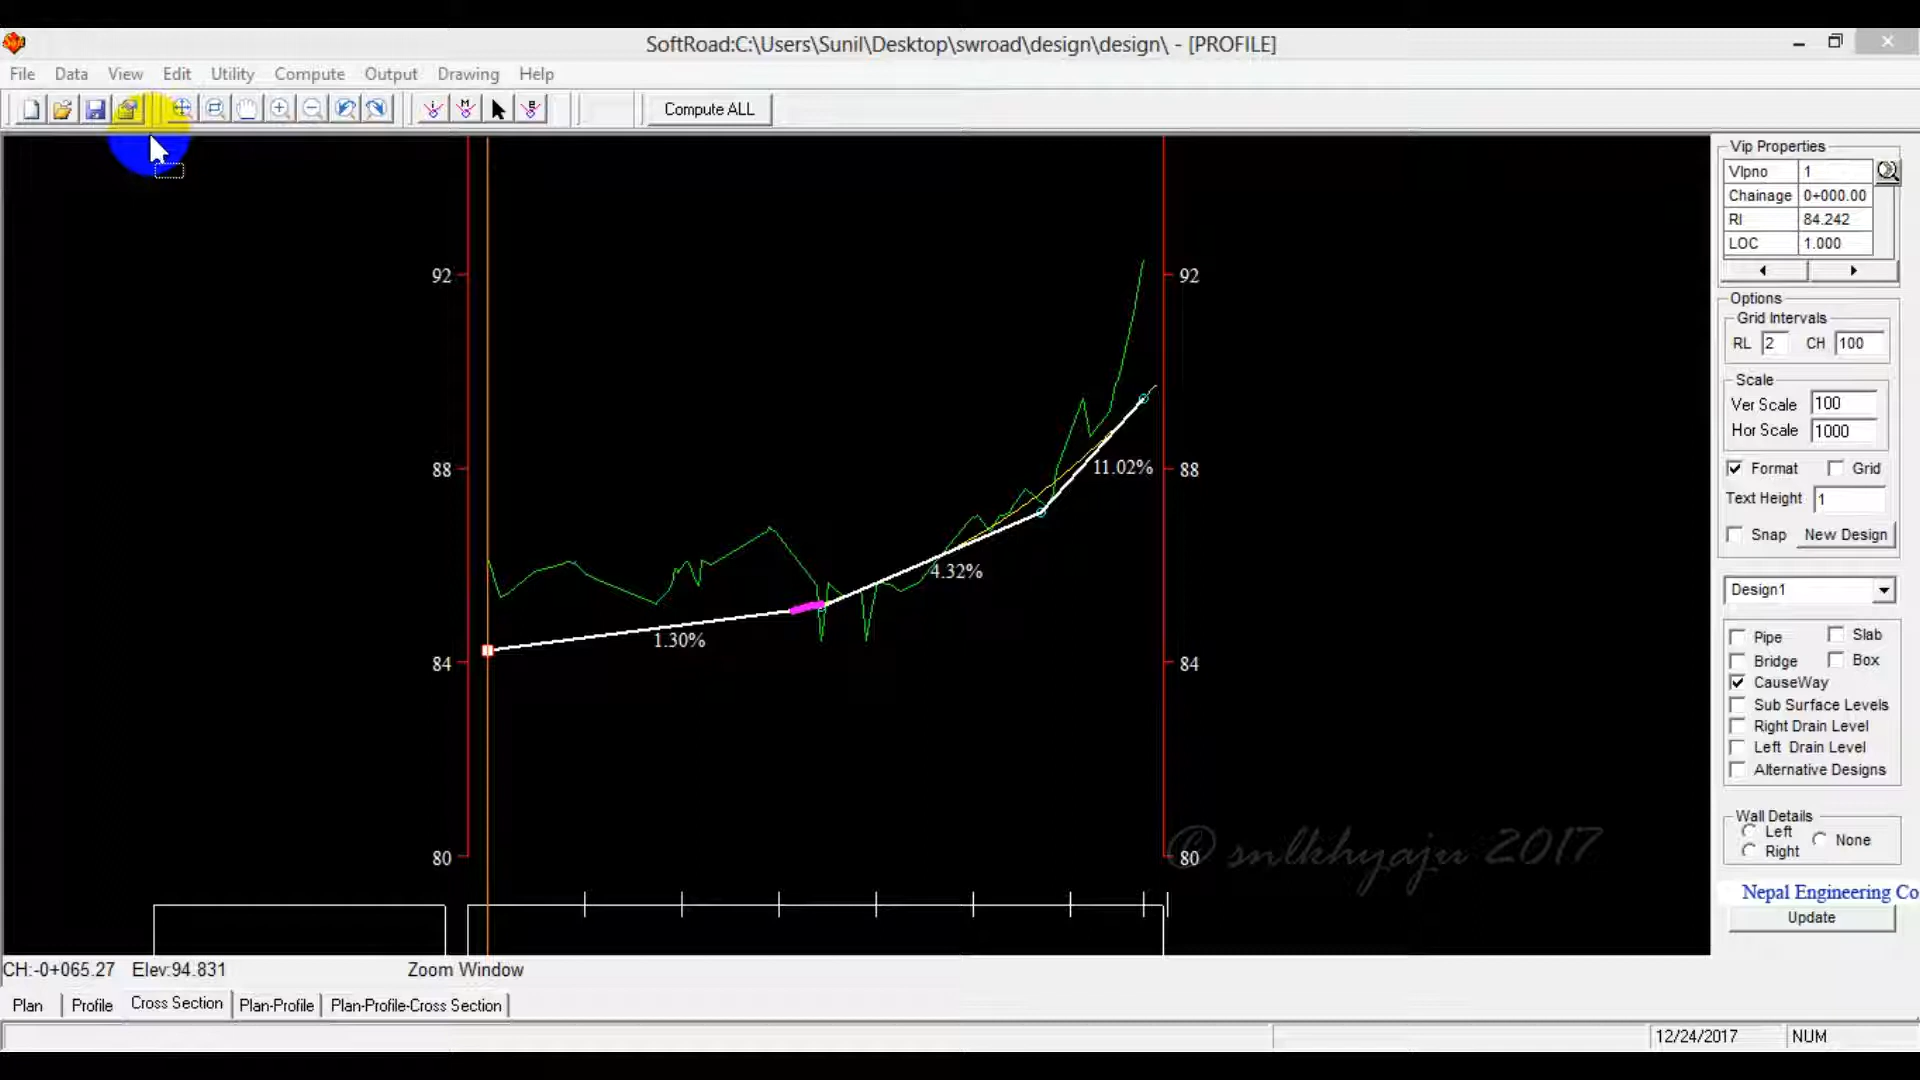 SoftRoad:C:\Users\Sunil\Desktop\swroad\design\design\ - [PROFILE]
File Data View Edit Utility Compute Output Drawing Help
Compute ALL
Vip Properties
VIpno 1
Chainage 0+000.00
Rl 84.242
LOC 1.000
Options
Grid Intervals
RL 2 CH 100
Scale
Ver Scale 100
Hor Scale 1000
Format Grid
Text Height 1
Snap New Design
Design1
Pipe Slab
Bridge Box
CauseWay
Sub Surface Levels
Right Drain Level
Left Drain Level
Alternative Designs
Wall Details
Left
Right
None
Nepal Engineering Co
Update
92 92
88 88
84 84
80 80
11.02%
4.32%
1.30%
© snlkhyaju 2017
CH:-0+065.27 Elev:94.831 Zoom Window
Plan Profile Cross Section Plan-Profile Plan-Profile-Cross Section
12/24/2017 NUM